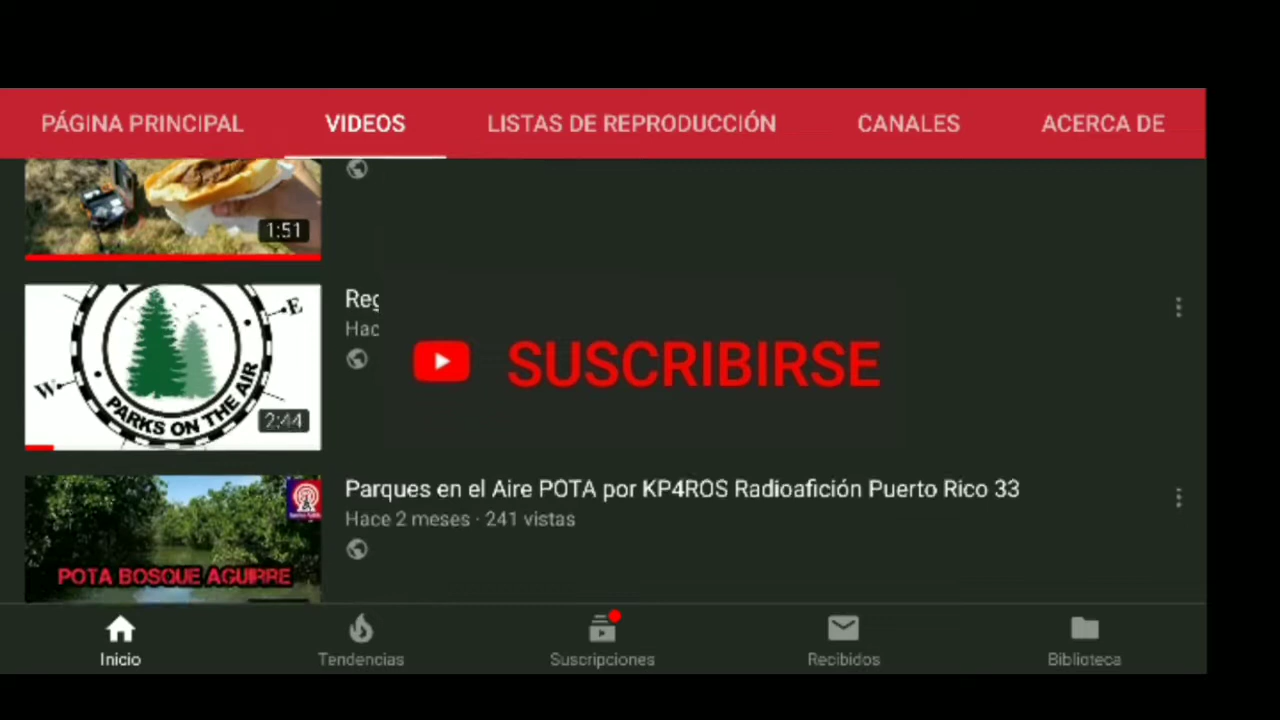 PÁGINA PRINCIPAL VIDEOS LISTAS DE REPRODUCCIÓN CANALES ACERCA DE
1:51
E
W
PARKS ON THE AIR
2:44
SUSCRIBIRSE
Parques en el Aire POTA por KP4ROS Radioafición Puerto Rico 33
Hace 2 meses · 241 vistas
POTA BOSQUE AGUIRRE
Inicio Tendencias Suscripciones Recibidos Biblioteca